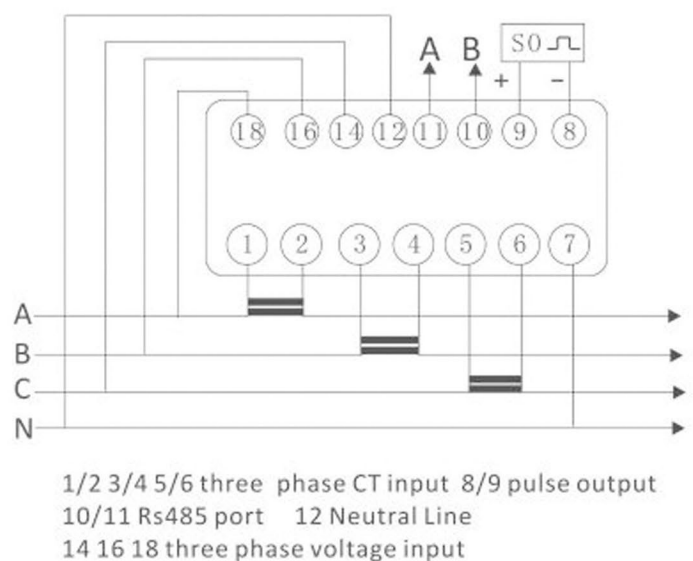 A B S0
+ −
18 16 14 12 11 10 9 8
1 2 3 4 5 6 7
A
B
C
N
1/2 3/4 5/6 three phase CT input 8/9 pulse output
10/11 Rs485 port 12 Neutral Line
14 16 18 three phase voltage input